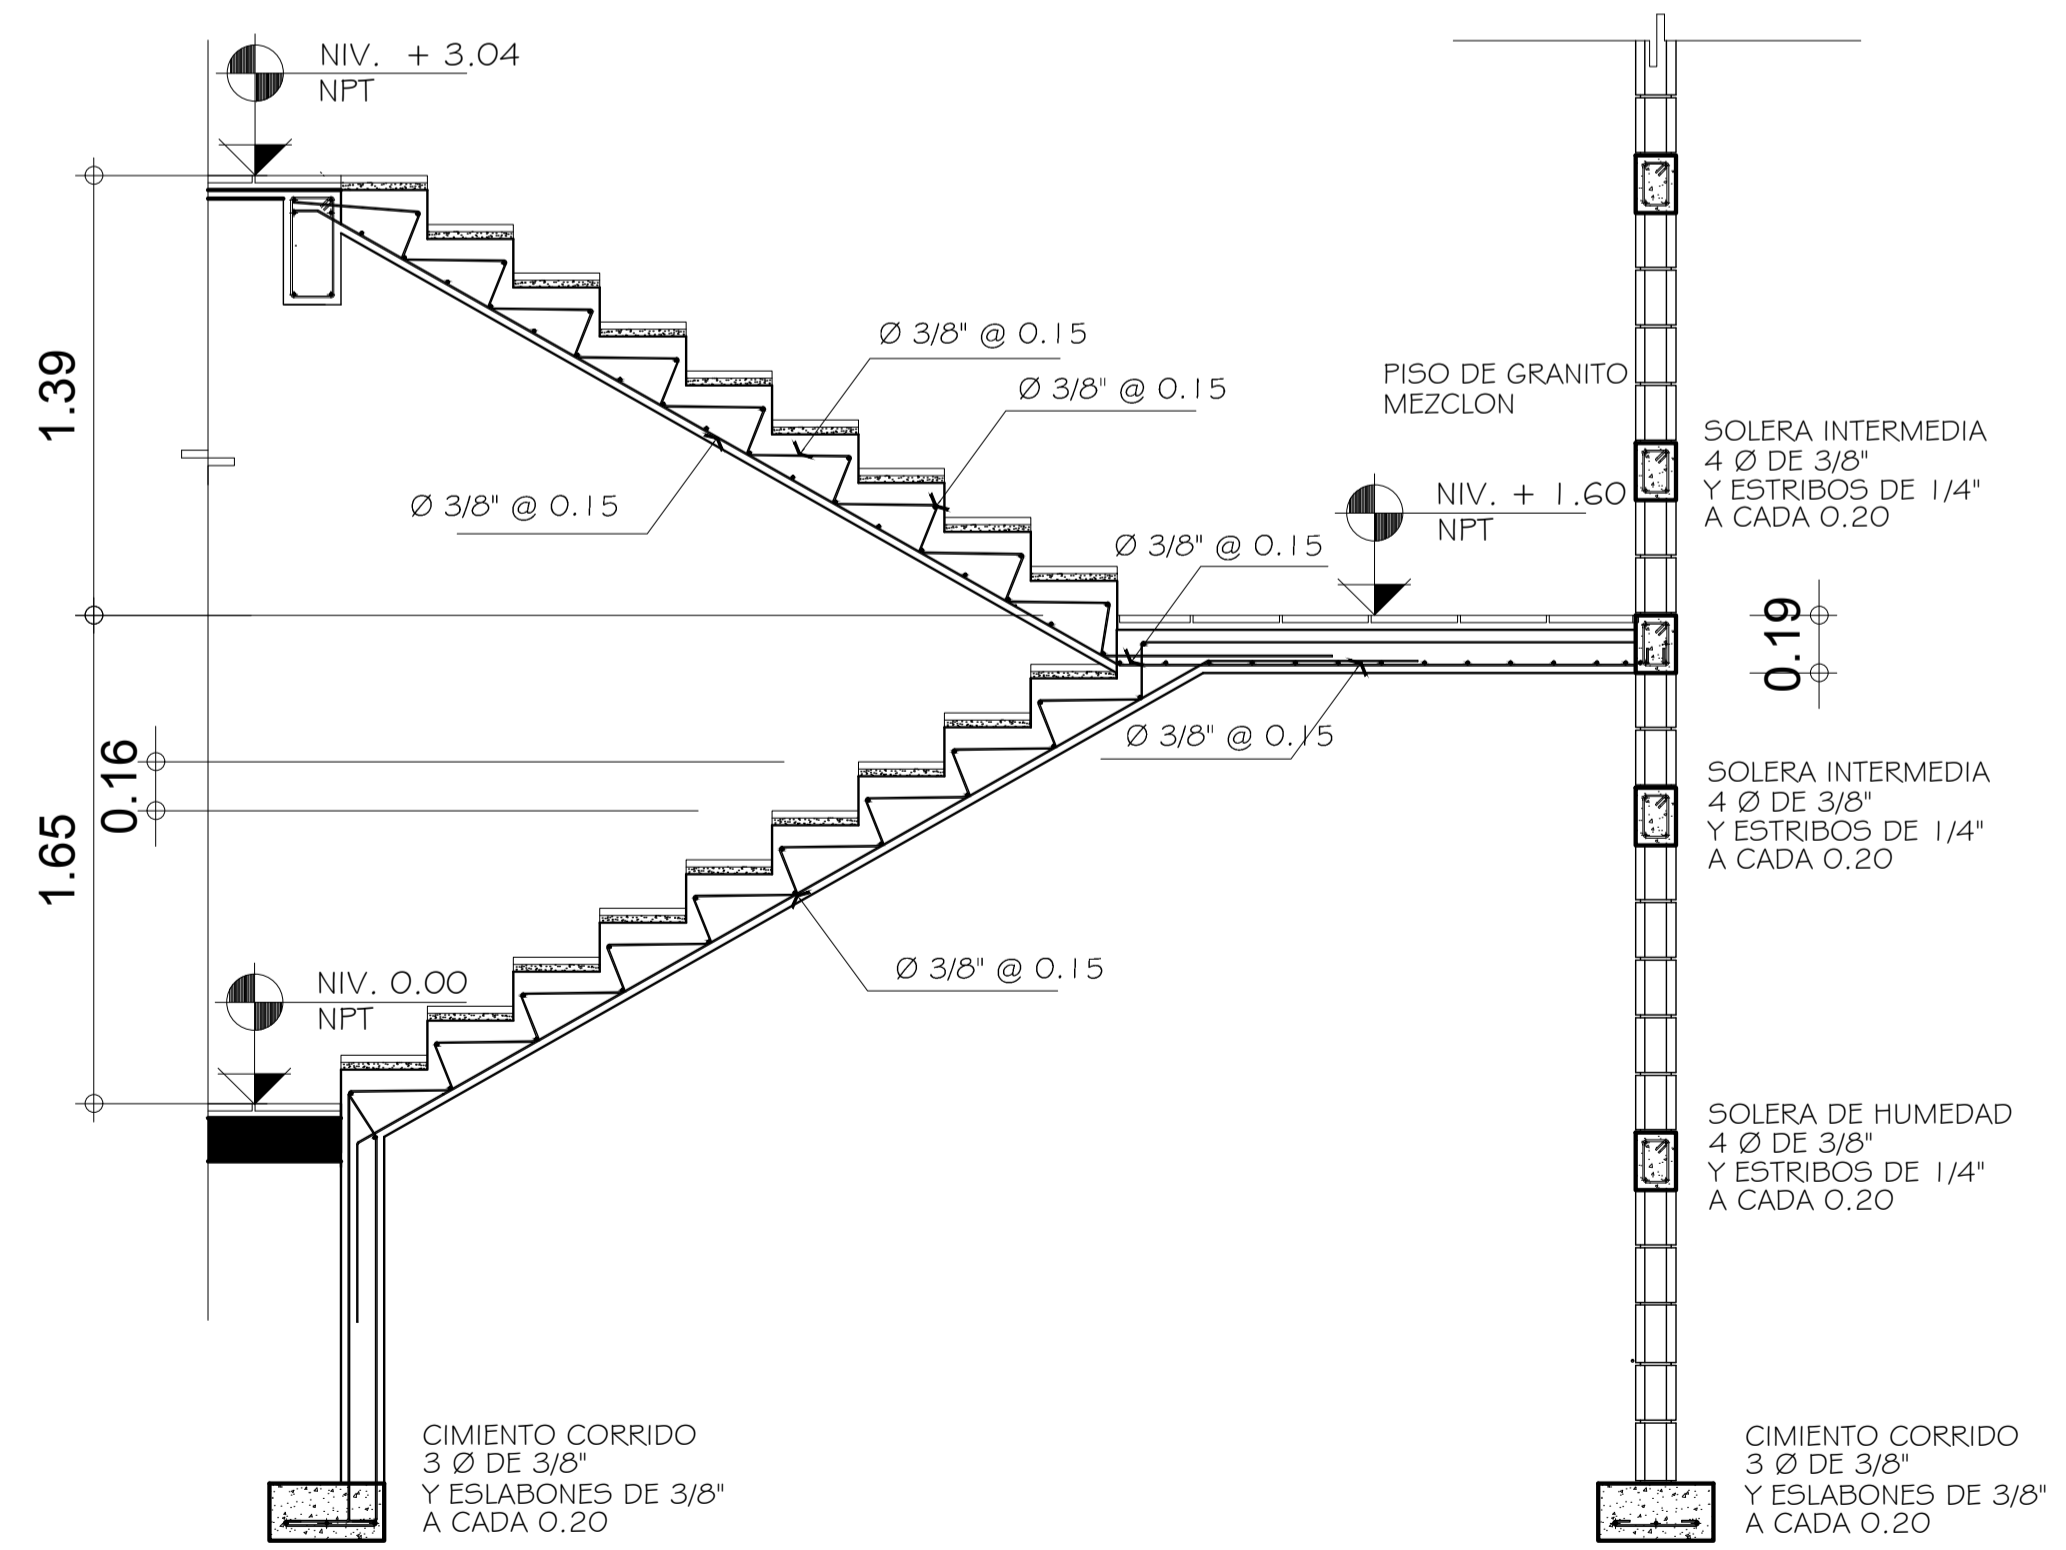 NIV. + 3.04
NPT
1.39
Ø 3/8" @ 0.15
Ø 3/8" @ 0.15
Ø 3/8" @ 0.15
PISO DE GRANITO
MEZCLON
SOLERA INTERMEDIA
4 Ø DE 3/8"
Y ESTRIBOS DE 1/4"
A CADA 0.20
NIV. + 1.60
NPT
Ø 3/8" @ 0.15
0.19
Ø 3/8" @ 0.15
0.16
1.65
SOLERA INTERMEDIA
4 Ø DE 3/8"
Y ESTRIBOS DE 1/4"
A CADA 0.20
Ø 3/8" @ 0.15
NIV. 0.00
NPT
SOLERA DE HUMEDAD
4 Ø DE 3/8"
Y ESTRIBOS DE 1/4"
A CADA 0.20
CIMIENTO CORRIDO
3 Ø DE 3/8"
Y ESLABONES DE 3/8"
A CADA 0.20
CIMIENTO CORRIDO
3 Ø DE 3/8"
Y ESLABONES DE 3/8"
A CADA 0.20